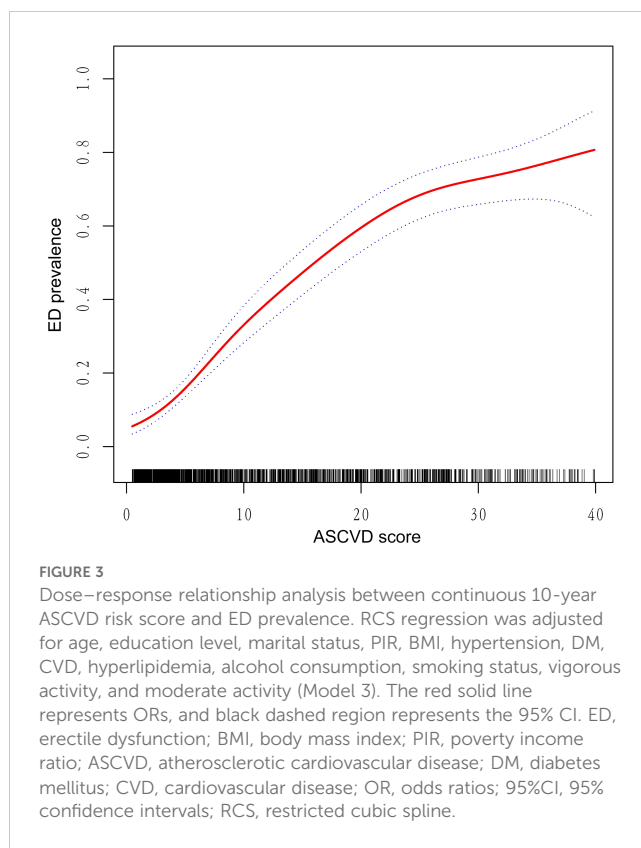 1.0
0.8
0.6
0.4
0.2
0.0
ED prevalence
0 10 20 30 40
ASCVD score
FIGURE 3
Dose–response relationship analysis between continuous 10-year
ASCVD risk score and ED prevalence. RCS regression was adjusted
for age, education level, marital status, PIR, BMI, hypertension, DM,
CVD, hyperlipidemia, alcohol consumption, smoking status, vigorous
activity, and moderate activity (Model 3). The red solid line
represents ORs, and black dashed region represents the 95% CI. ED,
erectile dysfunction; BMI, body mass index; PIR, poverty income
ratio; ASCVD, atherosclerotic cardiovascular disease; DM, diabetes
mellitus; CVD, cardiovascular disease; OR, odds ratios; 95%CI, 95%
confidence intervals; RCS, restricted cubic spline.